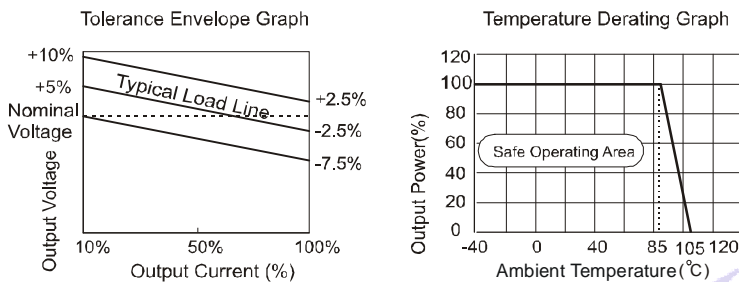 Tolerance Envelope Graph
+10%
+5%
Nominal
Voltage
Typical Load Line
+2.5%
-2.5%
-7.5%
Output Voltage
10%
50%
100%
Output Current (%)
Temperature Derating Graph
120
100
80
60
40
20
0
Output Power(%)
Safe Operating Area
-40
0
40
85
105
120
Ambient Temperature(℃)